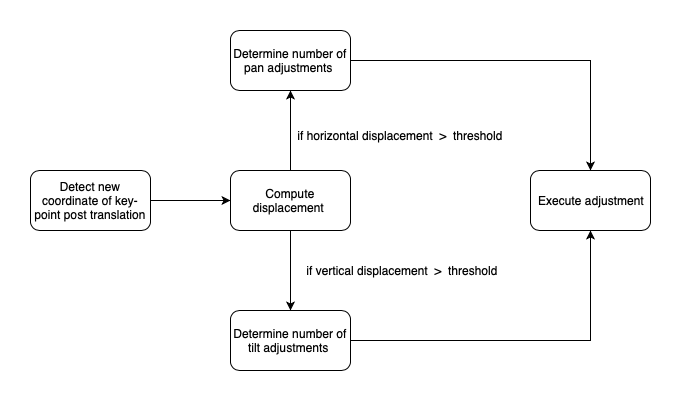 Determine number of
pan adjustments
if horizontal displacement > threshold
Detect new
coordinate of key-
point post translation
Compute
displacement
Execute adjustment
if vertical displacement > threshold
Determine number of
tilt adjustments